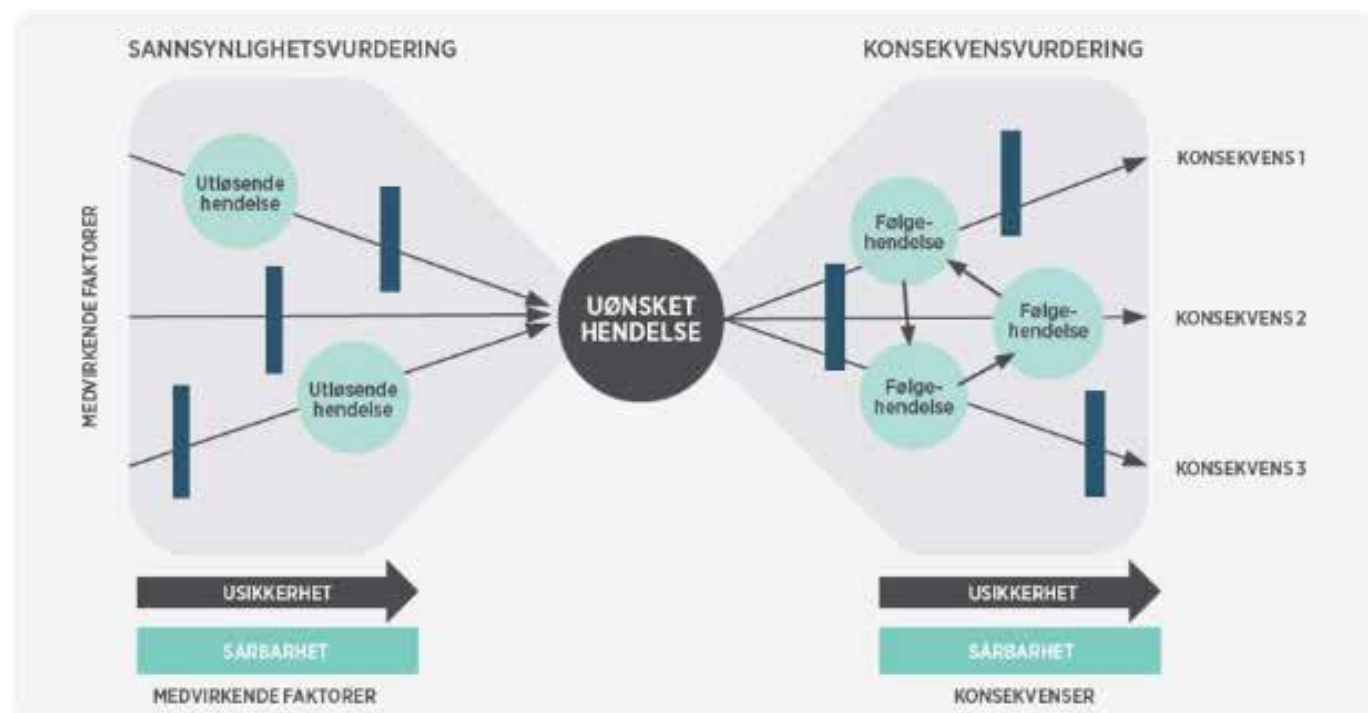 SANNSYNLIGHETSVURDERING
KONSEKVENSVURDERING
MEDVIRKENDE FAKTORER
Utløsende
hendelse
Utløsende
hendelse
UØNSKET
HENDELSE
Følge-
hendelse
Følge-
hendelse
Følge-
hendelse
KONSEKVENS 1
KONSEKVENS 2
KONSEKVENS 3
USIKKERHET
SÅRBARHET
MEDVIRKENDE FAKTORER
USIKKERHET
SÅRBARHET
KONSEKVENSER